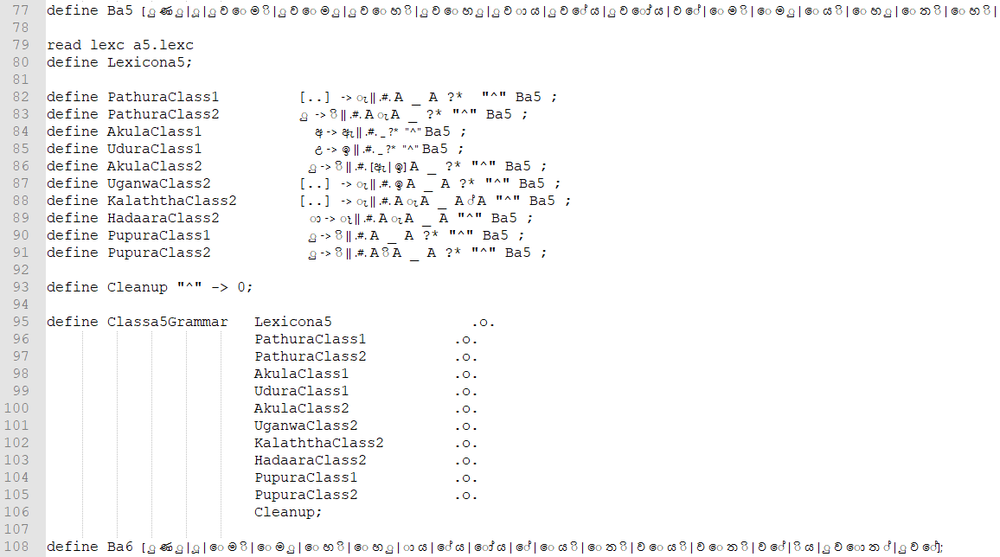 77 define Ba5 [ුණු|ූ|ුවෙමි|ුවෙමු|ුවෙහි|ුවෙහු|ුවාය|ුවේය|ුවෝය|වේ|ෙමි|ෙමු|ෙයි|ෙහු|ෙති|ෙහි|
78
79 read lexc a5.lexc
80 define Lexicona5;
81
82 define PathuraClass1 [..] -> ැ || .#. A _ A ?* "^" Ba5 ;
83 define PathuraClass2 ු -> ි || .#. A ැ A _ ?* "^" Ba5 ;
84 define AkulaClass1 අ -> ඇ || .#. _ ?* "^" Ba5 ;
85 define UduraClass1 උ -> ඉ || .#. _ ?* "^" Ba5 ;
86 define AkulaClass2 ු -> ි || .#. [ඇ | ඉ] A _ ?* "^" Ba5 ;
87 define UganwaClass2 [..] -> ැ || .#. ඉ A _ A ?* "^" Ba5 ;
88 define KalaththaClass2 [..] -> ැ || .#. A ැ A _ A ් A "^" Ba5 ;
89 define HadaaraClass2 ා -> ෑ || .#. A ැ A _ A "^" Ba5 ;
90 define PupuraClass1 ු -> ි || .#. A _ A ?* "^" Ba5 ;
91 define PupuraClass2 ු -> ි || .#. A ි A _ A ?* "^" Ba5 ;
92
93 define Cleanup "^" -> 0;
94
95 define Classa5Grammar Lexicona5 .o.
96 PathuraClass1 .o.
97 PathuraClass2 .o.
98 AkulaClass1 .o.
99 UduraClass1 .o.
100 AkulaClass2 .o.
101 UganwaClass2 .o.
102 KalaththaClass2 .o.
103 HadaaraClass2 .o.
104 PupuraClass1 .o.
105 PupuraClass2 .o.
106 Cleanup;
107
108 define Ba6 [ුණු|ූ|ෙමි|ෙමු|ෙහි|ෙහු|ාය|ේය|ෝය|ේ|ෙයි|ෙති|වෙයි|වෙති|වේ|ීය|ුවොත්|ුවේ];